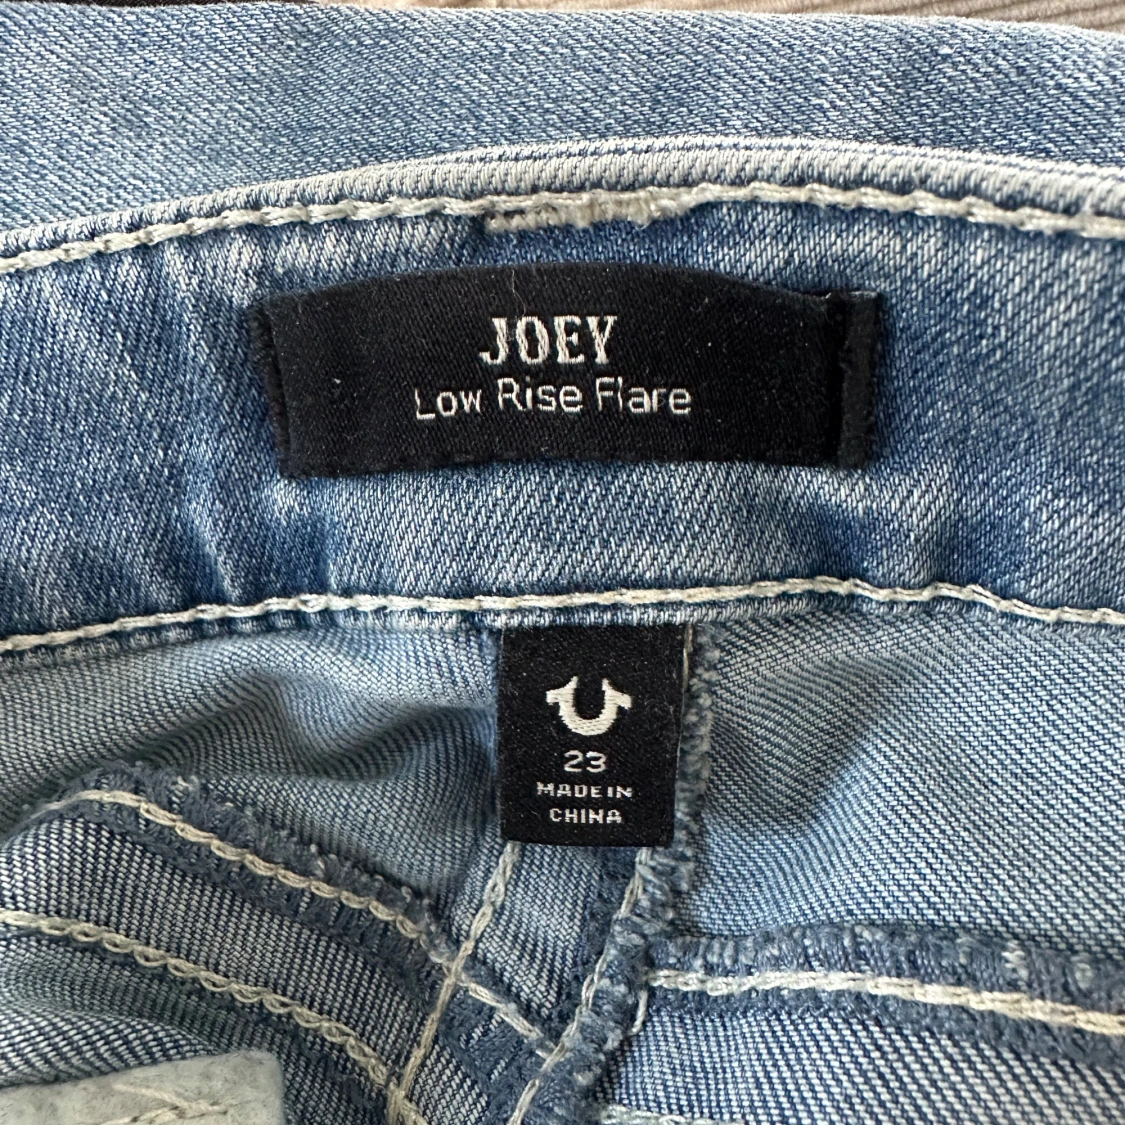 JOEY
Low Rise Flare
23
MADE IN
CHINA